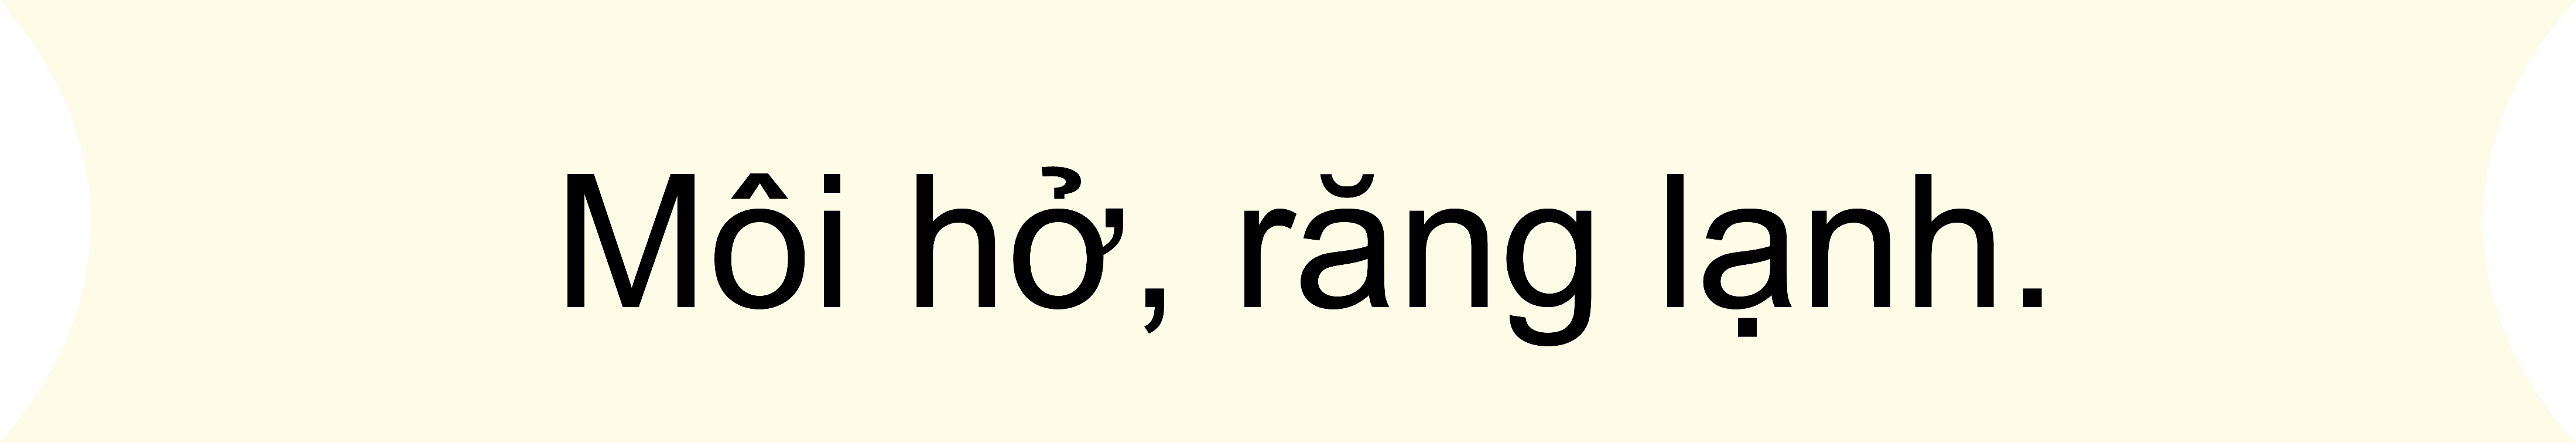 Môi hở, răng lạnh.